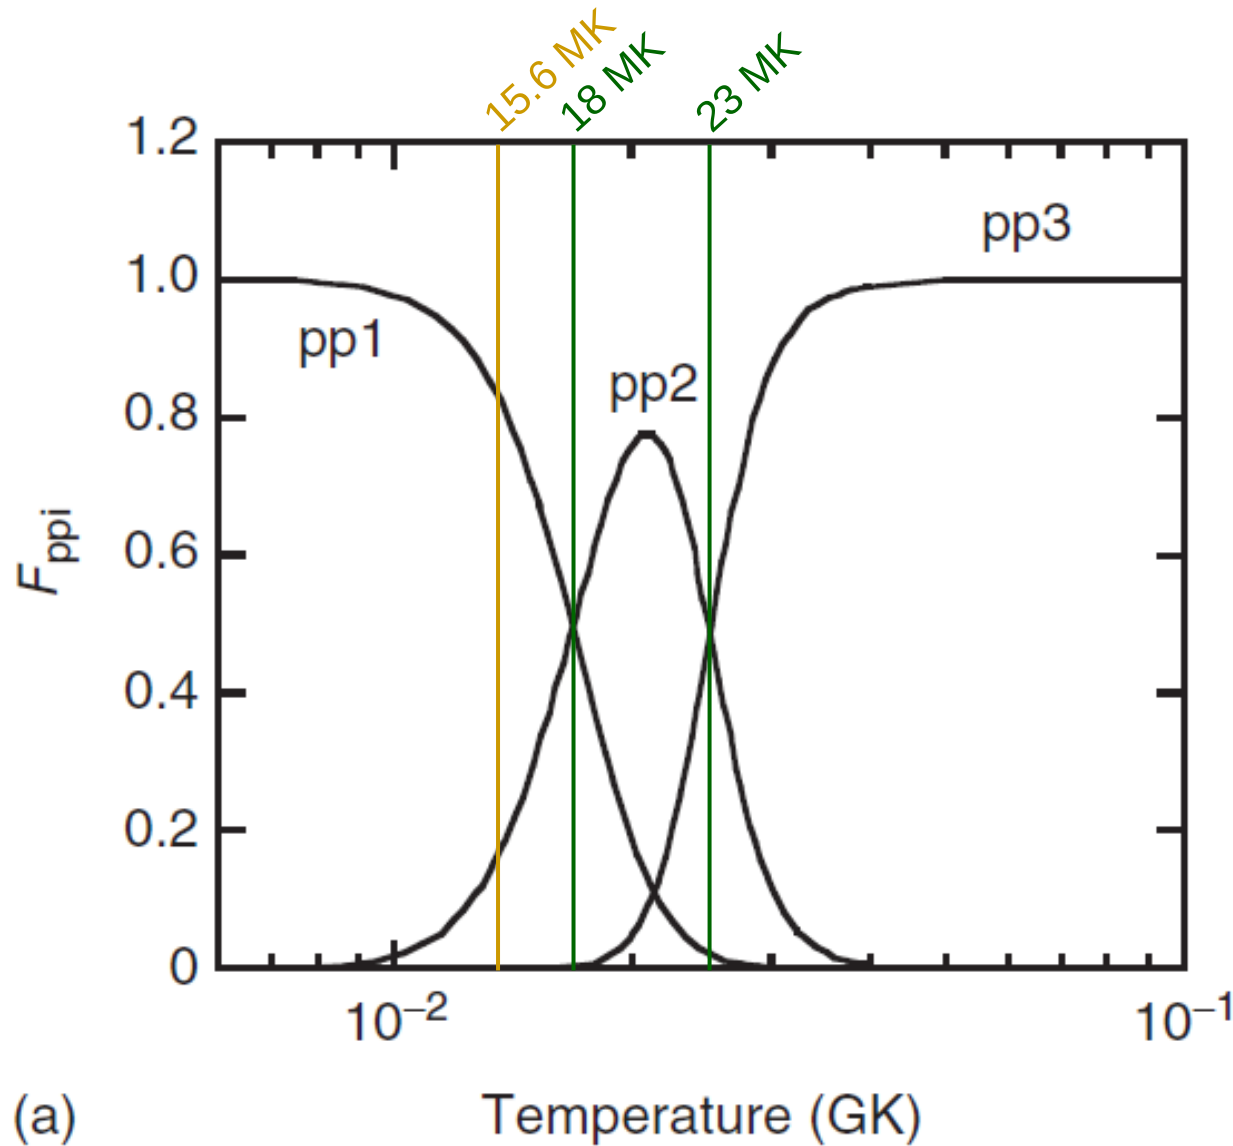 15.6 MK
18 MK
23 MK
1.2
1.0
0.8
0.6
0.4
0.2
0
F_ppi
pp1
pp2
pp3
10⁻²
10⁻¹
(a)
Temperature (GK)